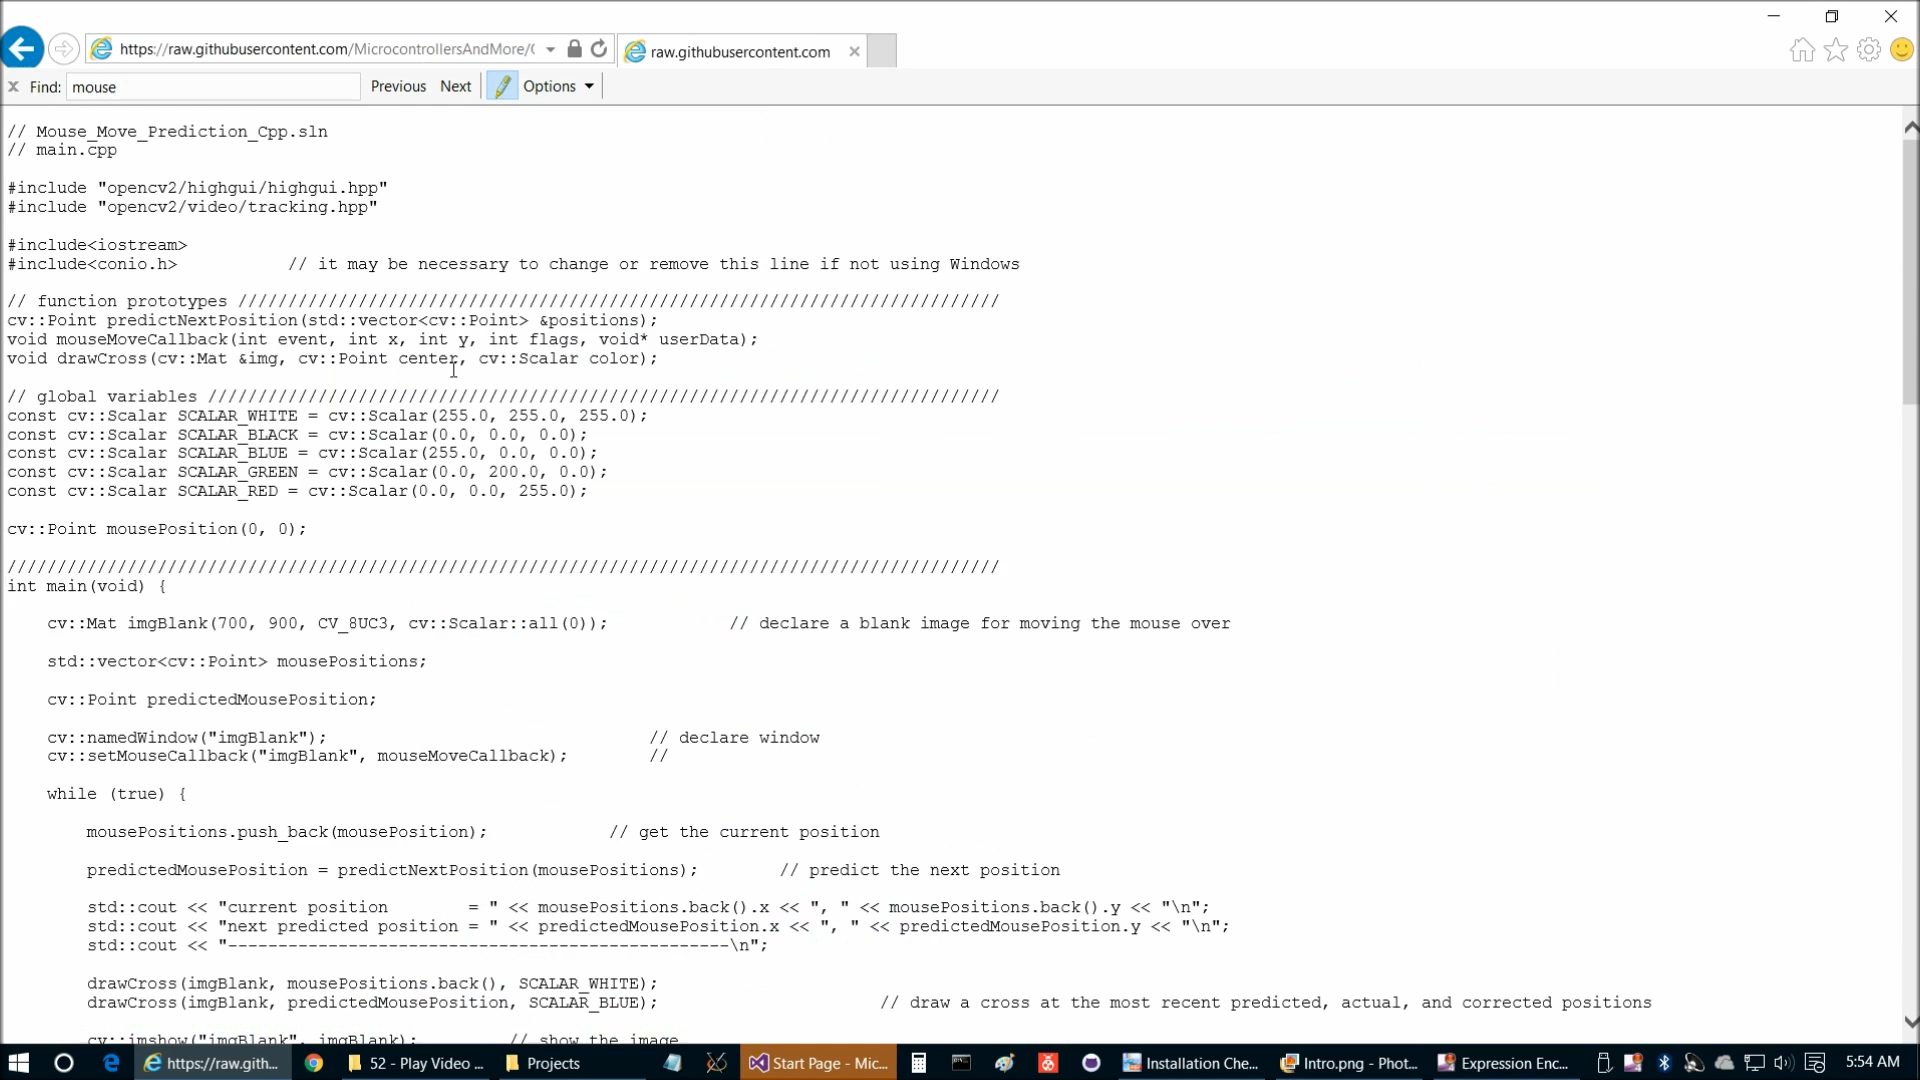 https://raw.githubusercontent.com/MicrocontrollersAndMore/(
raw.githubusercontent.com
Find: mouse Previous Next Options
// Mouse_Move_Prediction_Cpp.sln
// main.cpp
#include "opencv2/highgui/highgui.hpp"
#include "opencv2/video/tracking.hpp"
#include<iostream>
#include<conio.h>           // it may be necessary to change or remove this line if not using Windows
// function prototypes ////////////////////////////////////////////////////////////////////////////
cv::Point predictNextPosition(std::vector<cv::Point> &positions);
void mouseMoveCallback(int event, int x, int y, int flags, void* userData);
void drawCross(cv::Mat &img, cv::Point center, cv::Scalar color);
// global variables ///////////////////////////////////////////////////////////////////////////////
const cv::Scalar SCALAR_WHITE = cv::Scalar(255.0, 255.0, 255.0);
const cv::Scalar SCALAR_BLACK = cv::Scalar(0.0, 0.0, 0.0);
const cv::Scalar SCALAR_BLUE = cv::Scalar(255.0, 0.0, 0.0);
const cv::Scalar SCALAR_GREEN = cv::Scalar(0.0, 200.0, 0.0);
const cv::Scalar SCALAR_RED = cv::Scalar(0.0, 0.0, 255.0);
cv::Point mousePosition(0, 0);
///////////////////////////////////////////////////////////////////////////////////////////////////
int main(void) {
    cv::Mat imgBlank(700, 900, CV_8UC3, cv::Scalar::all(0));            // declare a blank image for moving the mouse over
    std::vector<cv::Point> mousePositions;
    cv::Point predictedMousePosition;
    cv::namedWindow("imgBlank");                                // declare window
    cv::setMouseCallback("imgBlank", mouseMoveCallback);        //
    while (true) {
        mousePositions.push_back(mousePosition);            // get the current position
        predictedMousePosition = predictNextPosition(mousePositions);        // predict the next position
        std::cout << "current position        = " << mousePositions.back().x << ", " << mousePositions.back().y << "\n";
        std::cout << "next predicted position = " << predictedMousePosition.x << ", " << predictedMousePosition.y << "\n";
        std::cout << "--------------------------------------------------\n";
        drawCross(imgBlank, mousePositions.back(), SCALAR_WHITE);
        drawCross(imgBlank, predictedMousePosition, SCALAR_BLUE);                      // draw a cross at the most recent predicted, actual, and corrected positions
        cv::imshow("imgBlank", imgBlank);         // show the image
https://raw.gith...
52 - Play Video ...
Projects
Start Page - Mic...
Installation Che...
Intro.png - Phot...
Expression Enc...
5:54 AM